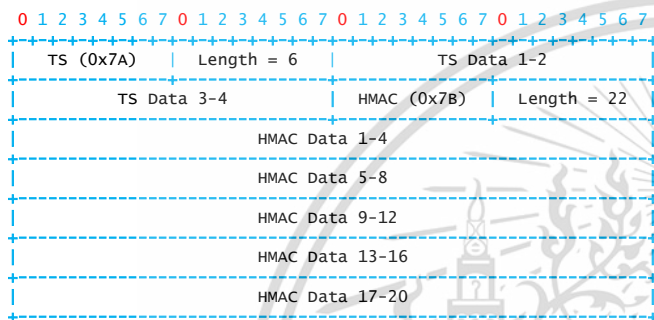 0 1 2 3 4 5 6 7 0 1 2 3 4 5 6 7 0 1 2 3 4 5 6 7 0 1 2 3 4 5 6 7
+-+-+-+-+-+-+-+-+-+-+-+-+-+-+-+-+-+-+-+-+-+-+-+-+-+-+-+-+-+-+-+-+
| TS (0x7A) | Length = 6 | TS Data 1-2 |
| TS Data 3-4 | HMAC (0x7B) | Length = 22 |
| HMAC Data 1-4 |
| HMAC Data 5-8 |
| HMAC Data 9-12 |
| HMAC Data 13-16 |
| HMAC Data 17-20 |